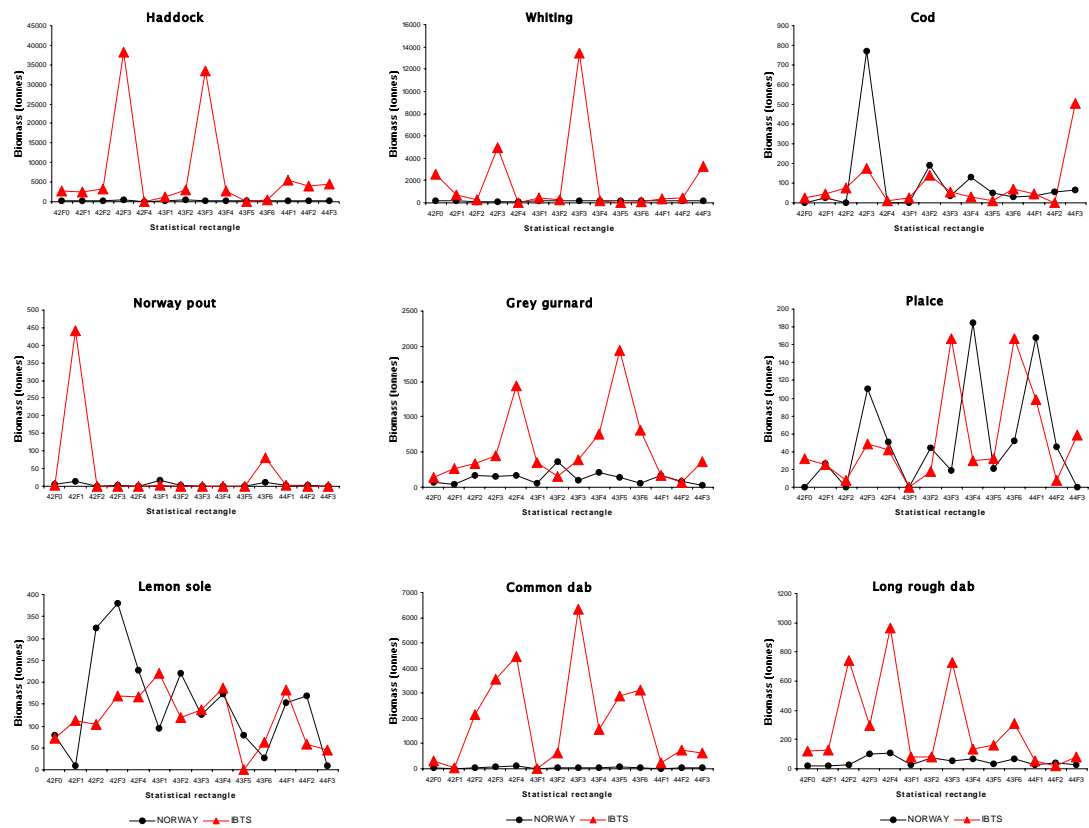 Haddock
Biomass (tonnes)
45000
40000
35000
30000
25000
20000
15000
10000
5000
0
42F0 42F1 42F2 42F3 42F4 43F1 43F2 43F3 43F4 43F5 43F6 44F1 44F2 44F3
Statistical rectangle
Whiting
Biomass (tonnes)
16000
14000
12000
10000
8000
6000
4000
2000
0
42F0 42F1 42F2 42F3 42F4 43F1 43F2 43F3 43F4 43F5 43F6 44F1 44F2 44F3
Statistical rectangle
Cod
Biomass (tonnes)
900
800
700
600
500
400
300
200
100
0
42F0 42F1 42F2 42F3 42F4 43F1 43F2 43F3 43F4 43F5 43F6 44F1 44F2 44F3
Statistical rectangle
Norway pout
Biomass (tonnes)
500
450
400
350
300
250
200
150
100
50
0
42F0 42F1 42F2 42F3 42F4 43F1 43F2 43F3 43F4 43F5 43F6 44F1 44F2 44F3
Statistical rectangle
Grey gurnard
Biomass (tonnes)
2500
2000
1500
1000
500
0
42F0 42F1 42F2 42F3 42F4 43F1 43F2 43F3 43F4 43F5 43F6 44F1 44F2 44F3
Statistical rectangle
Plaice
Biomass (tonnes)
200
180
160
140
120
100
80
60
40
20
0
42F0 42F1 42F2 42F3 42F4 43F1 43F2 43F3 43F4 43F5 43F6 44F1 44F2 44F3
Statistical rectangle
Lemon sole
Biomass (tonnes)
400
350
300
250
200
150
100
50
0
42F0 42F1 42F2 42F3 42F4 43F1 43F2 43F3 43F4 43F5 43F6 44F1 44F2 44F3
Statistical rectangle
NORWAY IBTS
Common dab
Biomass (tonnes)
7000
6000
5000
4000
3000
2000
1000
0
42F0 42F1 42F2 42F3 42F4 43F1 43F2 43F3 43F4 43F5 43F6 44F1 44F2 44F3
Statistical rectangle
NORWAY IBTS
Long rough dab
Biomass (tonnes)
1200
1000
800
600
400
200
0
42F0 42F1 42F2 42F3 42F4 43F1 43F2 43F3 43F4 43F5 43F6 44F1 44F2 44F3
Statistical rectangle
NORWAY IBTS